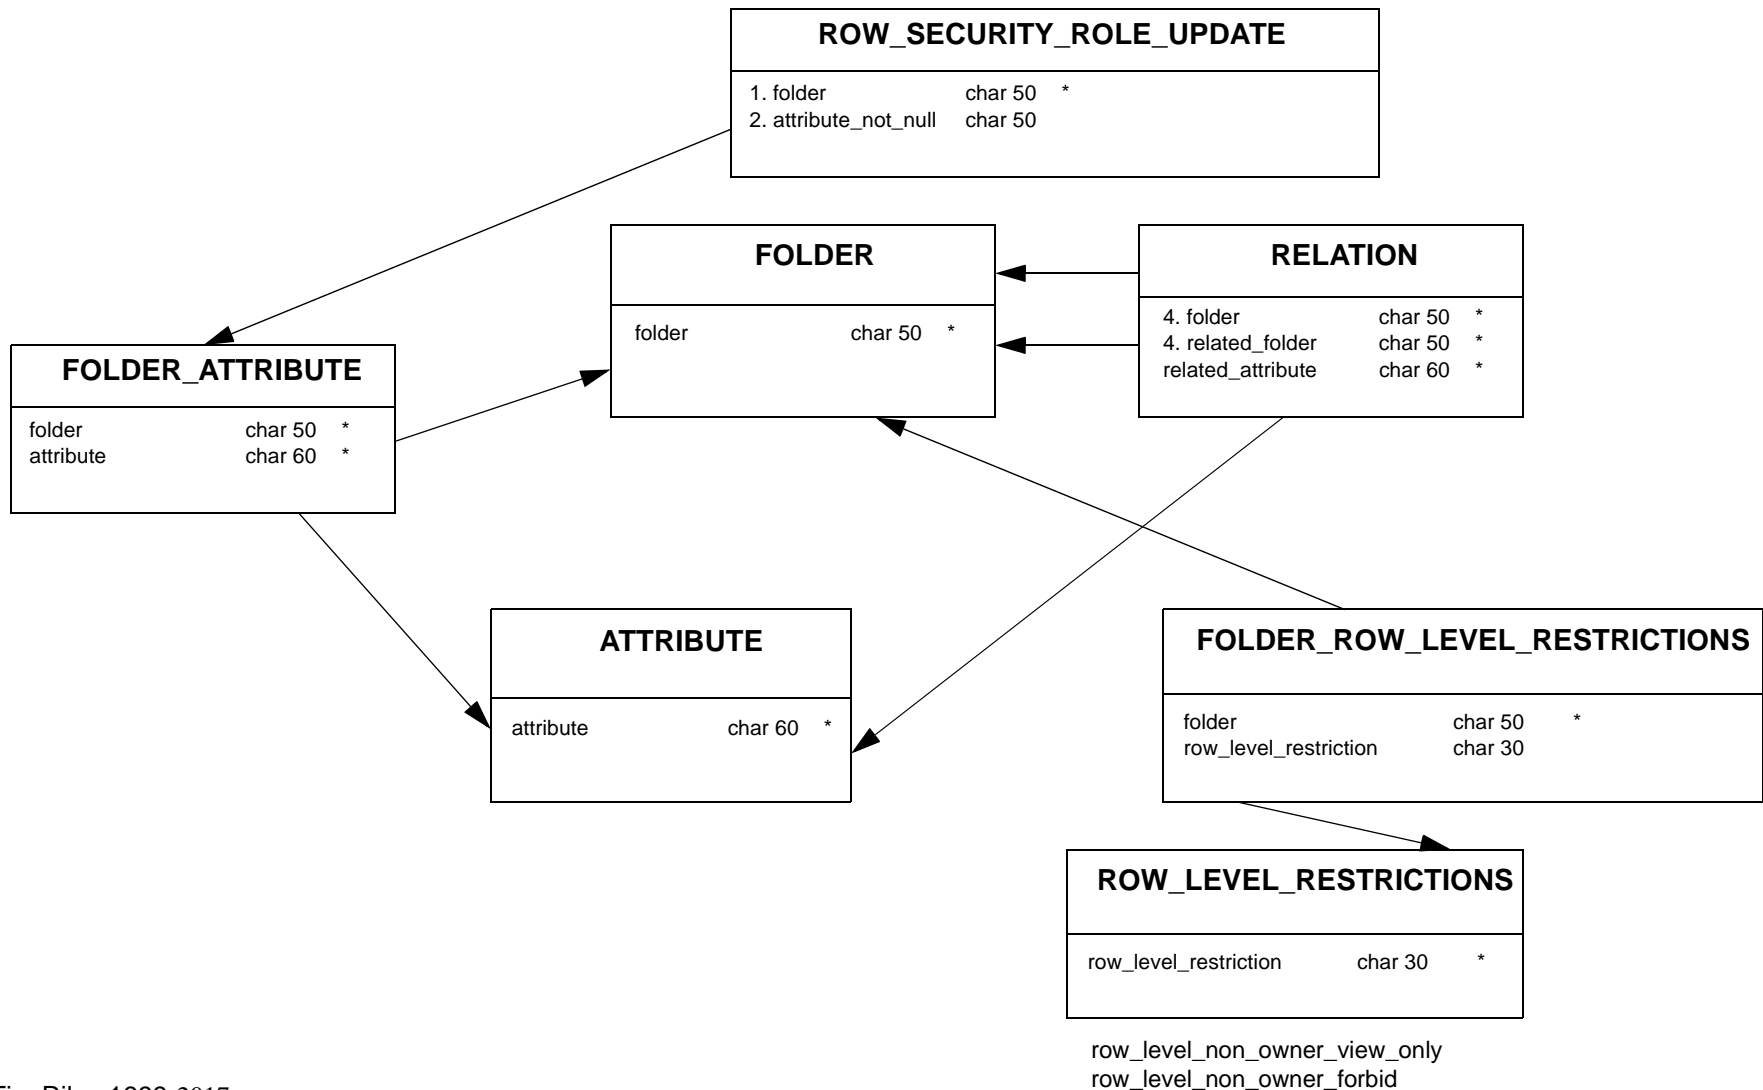 ROW_SECURITY_ROLE_UPDATE
1. folder char 50 *
2. attribute_not_null char 50
FOLDER
folder char 50 *
RELATION
4. folder char 50 *
4. related_folder char 50 *
related_attribute char 60 *
FOLDER_ATTRIBUTE
folder char 50 *
attribute char 60 *
ATTRIBUTE
attribute char 60 *
FOLDER_ROW_LEVEL_RESTRICTIONS
folder char 50 *
row_level_restriction char 30
ROW_LEVEL_RESTRICTIONS
row_level_restriction char 30 *
row_level_non_owner_view_only
row_level_non_owner_forbid